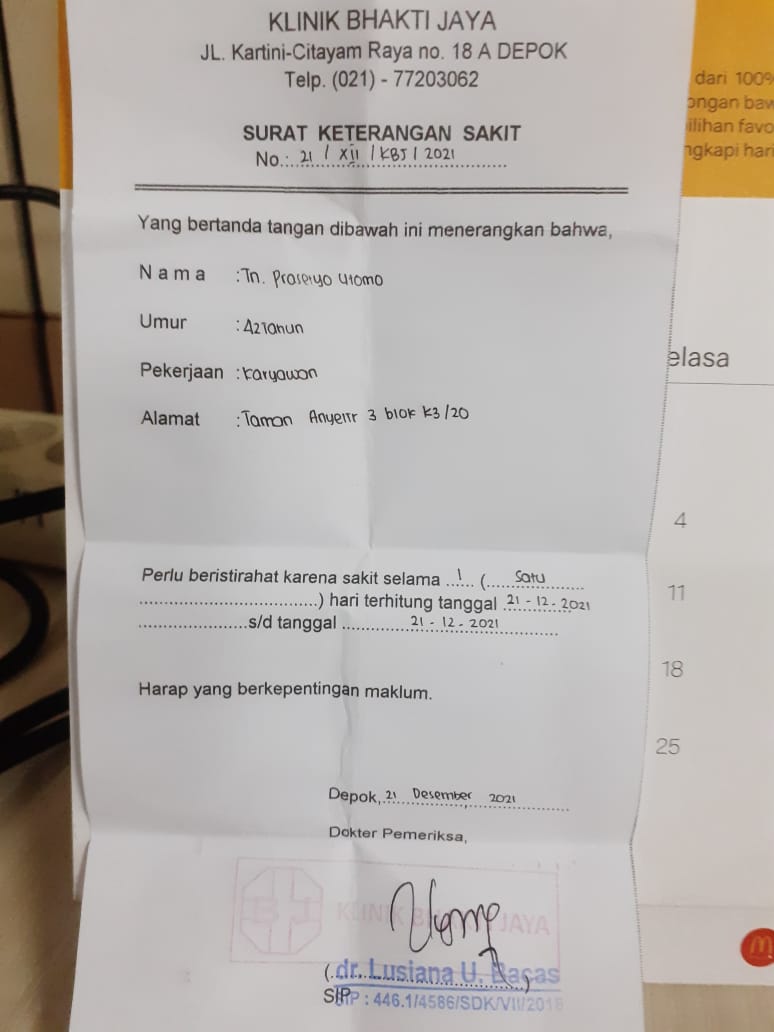 KLINIK BHAKTI JAYA
JL. Kartini-Citayam Raya no. 18 A DEPOK
Telp. (021) - 77203062
SURAT KETERANGAN SAKIT
No.: 21 / XII / KBJ / 2021
Yang bertanda tangan dibawah ini menerangkan bahwa,
Nama : Tn. Prasetyo Utomo
Umur : 42 Tahun
Pekerjaan : Karyawan
Alamat : Taman Anyelir 3 blok K3/20
Perlu beristirahat karena sakit selama ..1.. (.... Satu ....
....................) hari terhitung tanggal 21 - 12 - 2021
....................s/d tanggal .......... 21 - 12 - 2021 ..........
Harap yang berkepentingan maklum.
Depok, 21 Desember 2021
Dokter Pemeriksa,
BJ KLINIK BHAKTI JAYA
(dr. Lusiana U. Bagas)
SIP : 446.1/4586/SDK/VII/2018
dari 100%
ongan baw
ilihan favo
ngkapi hari
elasa
4
11
18
25